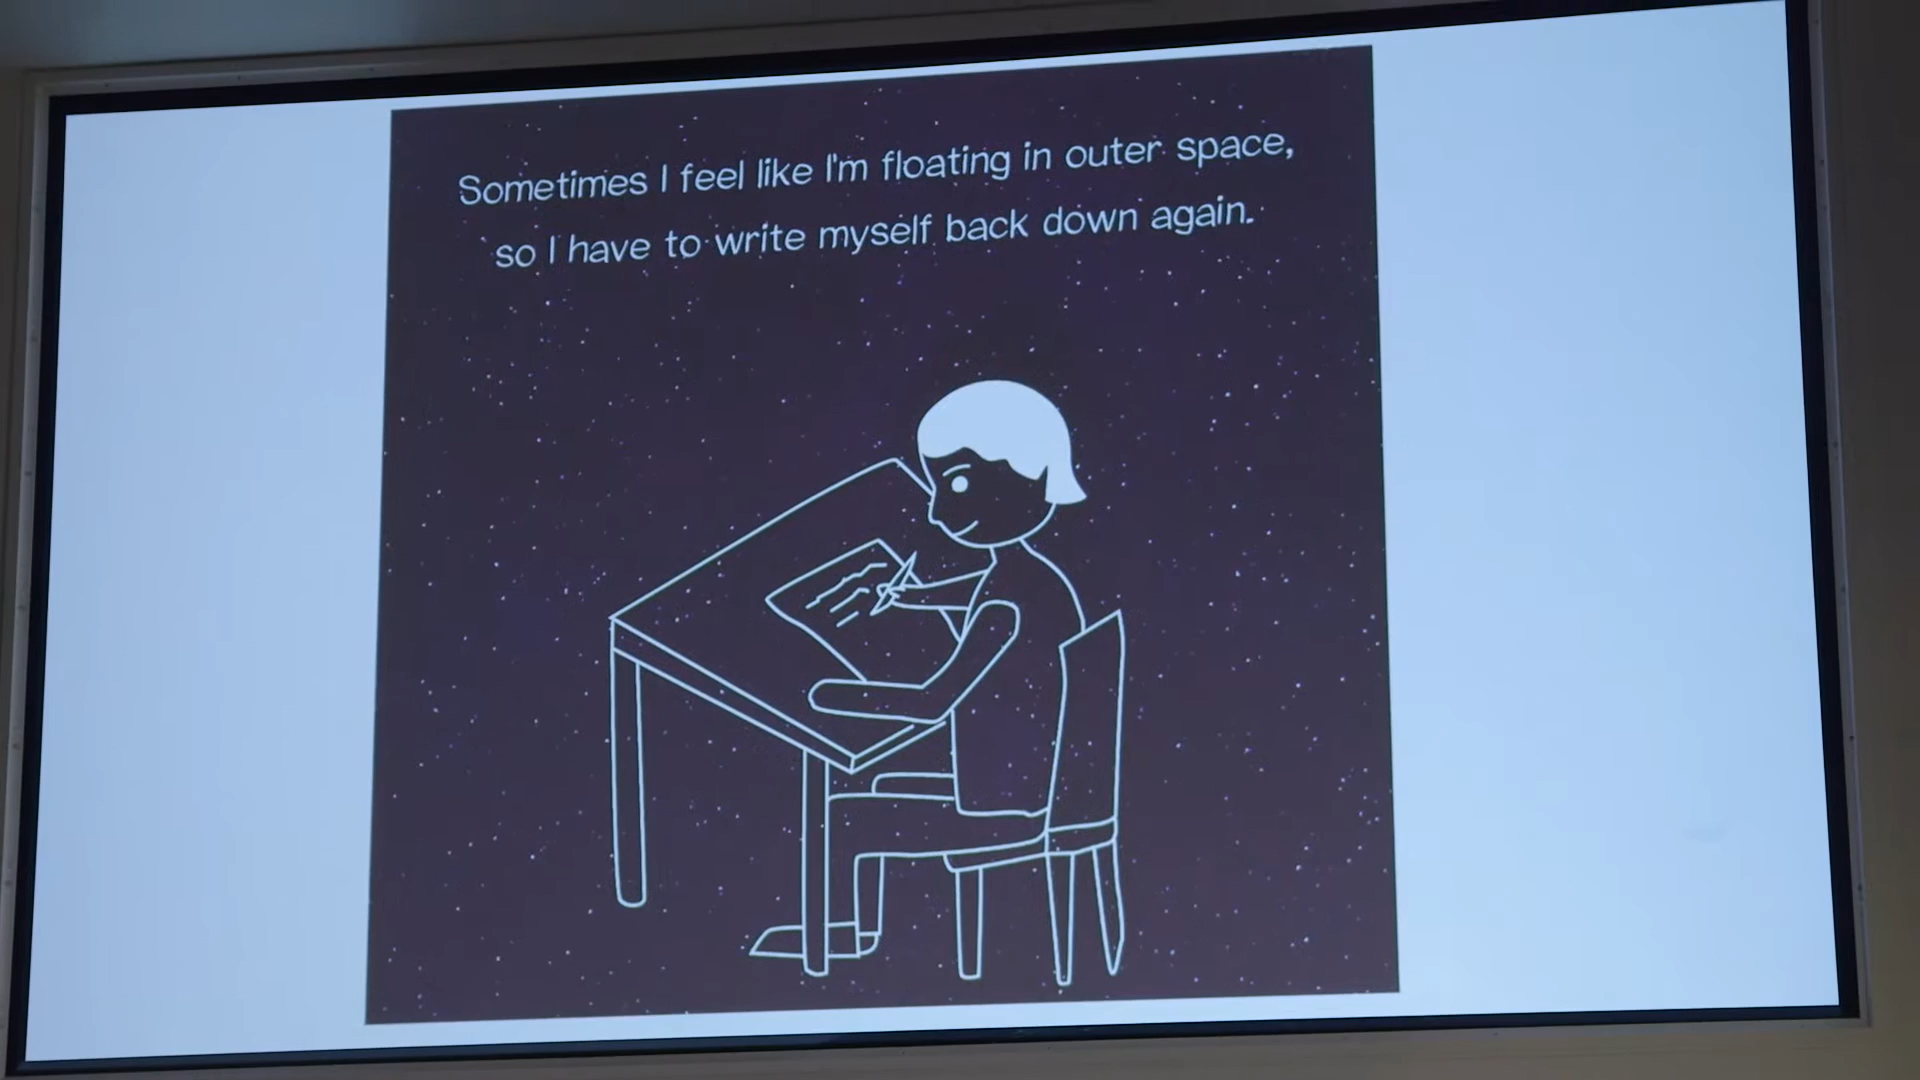 Sometimes I feel like I'm floating in outer space,
so I have to write myself back down again.